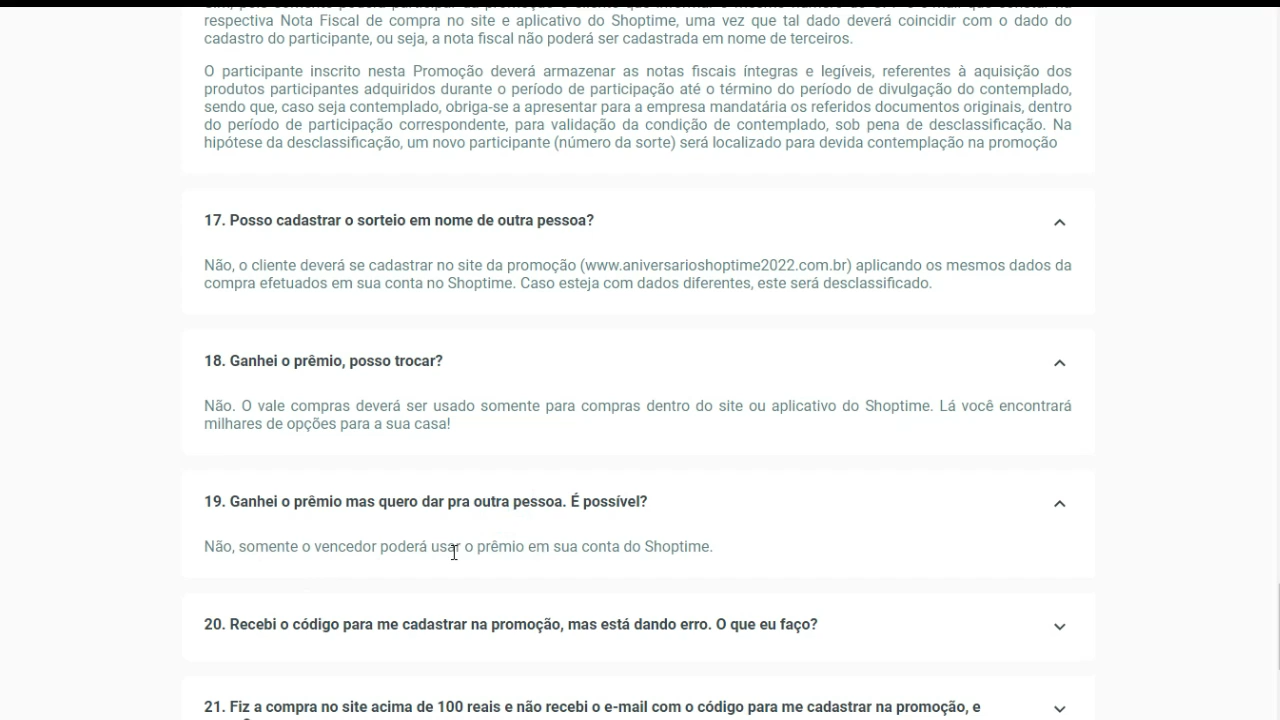 respectiva Nota Fiscal de compra no site e aplicativo do Shoptime, uma vez que tal dado deverá coincidir com o dado do
cadastro do participante, ou seja, a nota fiscal não poderá ser cadastrada em nome de terceiros.
O participante inscrito nesta Promoção deverá armazenar as notas fiscais íntegras e legíveis, referentes à aquisição dos
produtos participantes adquiridos durante o período de participação até o término do período de divulgação do contemplado,
sendo que, caso seja contemplado, obriga-se a apresentar para a empresa mandatária os referidos documentos originais, dentro
do período de participação correspondente, para validação da condição de contemplado, sob pena de desclassificação. Na
hipótese da desclassificação, um novo participante (número da sorte) será localizado para devida contemplação na promoção
17. Posso cadastrar o sorteio em nome de outra pessoa?
Não, o cliente deverá se cadastrar no site da promoção (www.aniversarioshoptime2022.com.br) aplicando os mesmos dados da
compra efetuados em sua conta no Shoptime. Caso esteja com dados diferentes, este será desclassificado.
18. Ganhei o prêmio, posso trocar?
Não. O vale compras deverá ser usado somente para compras dentro do site ou aplicativo do Shoptime. Lá você encontrará
milhares de opções para a sua casa!
19. Ganhei o prêmio mas quero dar pra outra pessoa. É possível?
Não, somente o vencedor poderá usar o prêmio em sua conta do Shoptime.
20. Recebi o código para me cadastrar na promoção, mas está dando erro. O que eu faço?
21. Fiz a compra no site acima de 100 reais e não recebi o e-mail com o código para me cadastrar na promoção, e